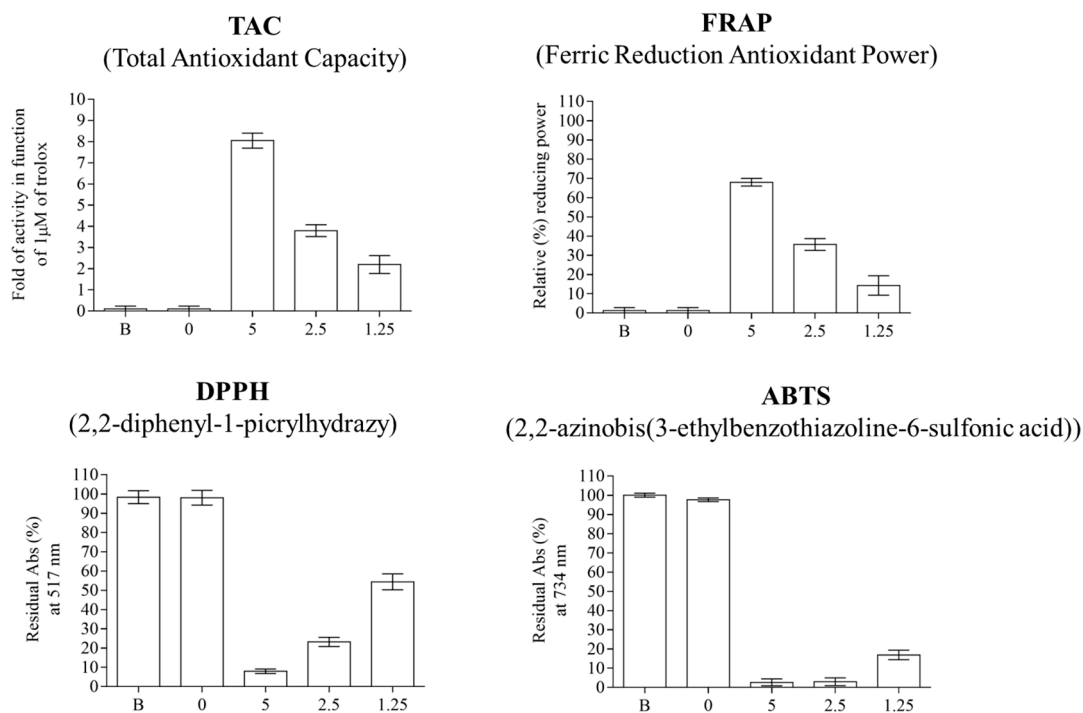 TAC
(Total Antioxidant Capacity)
Fold of activity in function
of 1μM of trolox
10
9
8
7
6
5
4
3
2
1
0
B 0 5 2.5 1.25
FRAP
(Ferric Reduction Antioxidant Power)
Relative (%) reducing power
110
100
90
80
70
60
50
40
30
20
10
0
B 0 5 2.5 1.25
DPPH
(2,2-diphenyl-1-picrylhydrazy)
Residual Abs (%)
at 517 nm
110
100
90
80
70
60
50
40
30
20
10
0
B 0 5 2.5 1.25
ABTS
(2,2-azinobis(3-ethylbenzothiazoline-6-sulfonic acid))
Residual Abs (%)
at 734 nm
110
100
90
80
70
60
50
40
30
20
10
0
B 0 5 2.5 1.25